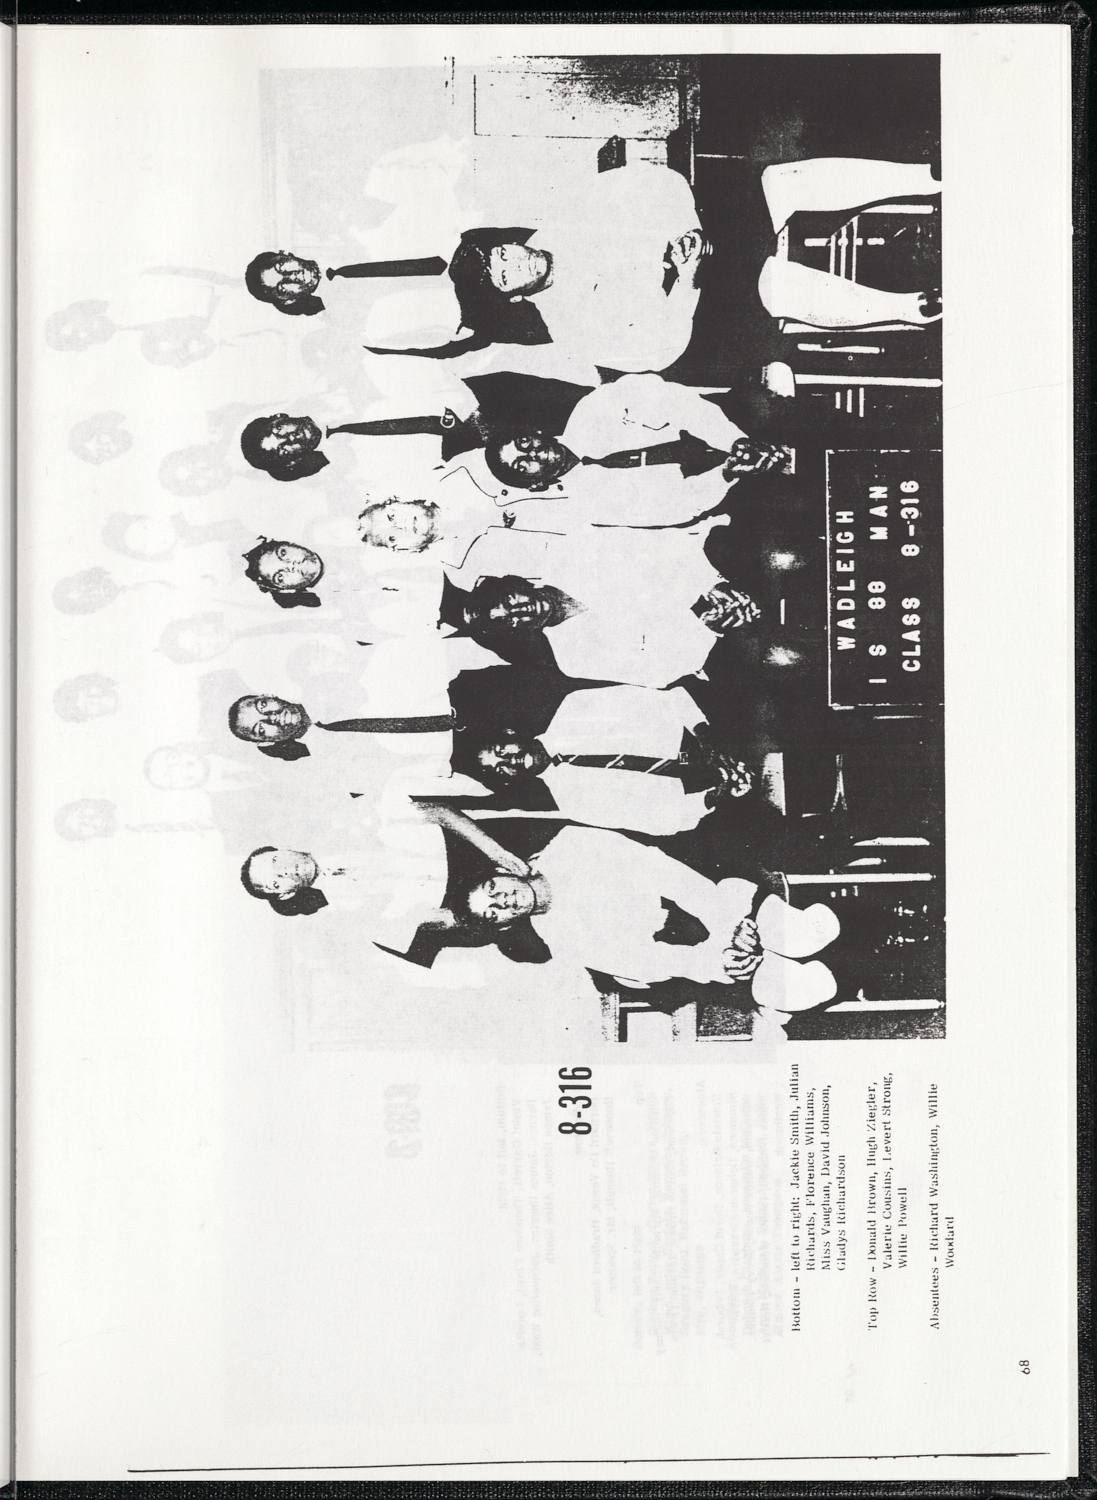 WADLEIGH
I S 88 MAN
CLASS 8-316
8-316
Bottom - left to right: Jackie Smith, Julian
Richards, Florence Williams,
Miss Vaughan, David Johnson,
Gladys Richardson
Top Row - Donald Brown, Hugh Ziegler,
Valerie Cousins, Levert Strong,
Willie Powell
Absentees - Richard Washington, Willie
Woodard
68